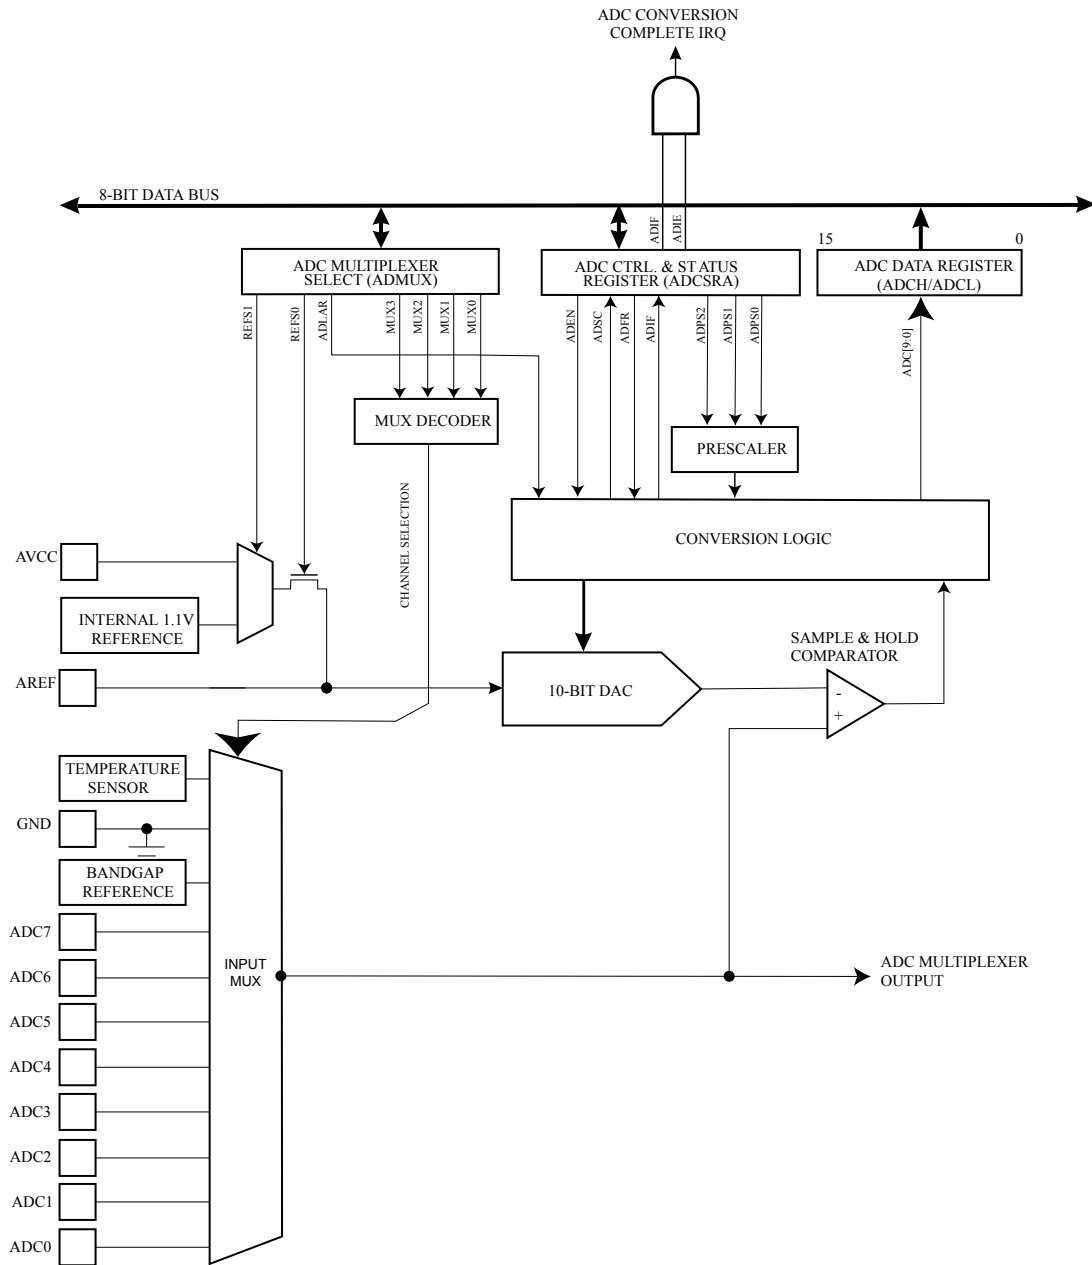 ADC CONVERSION
COMPLETE IRQ
8-BIT DATA BUS
ADIF
ADIE
15
0
ADC MULTIPLEXER
SELECT (ADMUX)
ADC CTRL. & STATUS
REGISTER (ADCSRA)
ADC DATA REGISTER
(ADCH/ADCL)
REFS1
REFS0
ADLAR
MUX3
MUX2
MUX1
MUX0
ADEN
ADSC
ADFR
ADIF
ADPS2
ADPS1
ADPS0
ADC[9:0]
MUX DECODER
PRESCALER
CHANNEL SELECTION
CONVERSION LOGIC
AVCC
INTERNAL 1.1V
REFERENCE
SAMPLE & HOLD
COMPARATOR
AREF
10-BIT DAC
-
+
TEMPERATURE
SENSOR
GND
BANDGAP
REFERENCE
ADC7
ADC6
INPUT
MUX
ADC MULTIPLEXER
OUTPUT
ADC5
ADC4
ADC3
ADC2
ADC1
ADC0